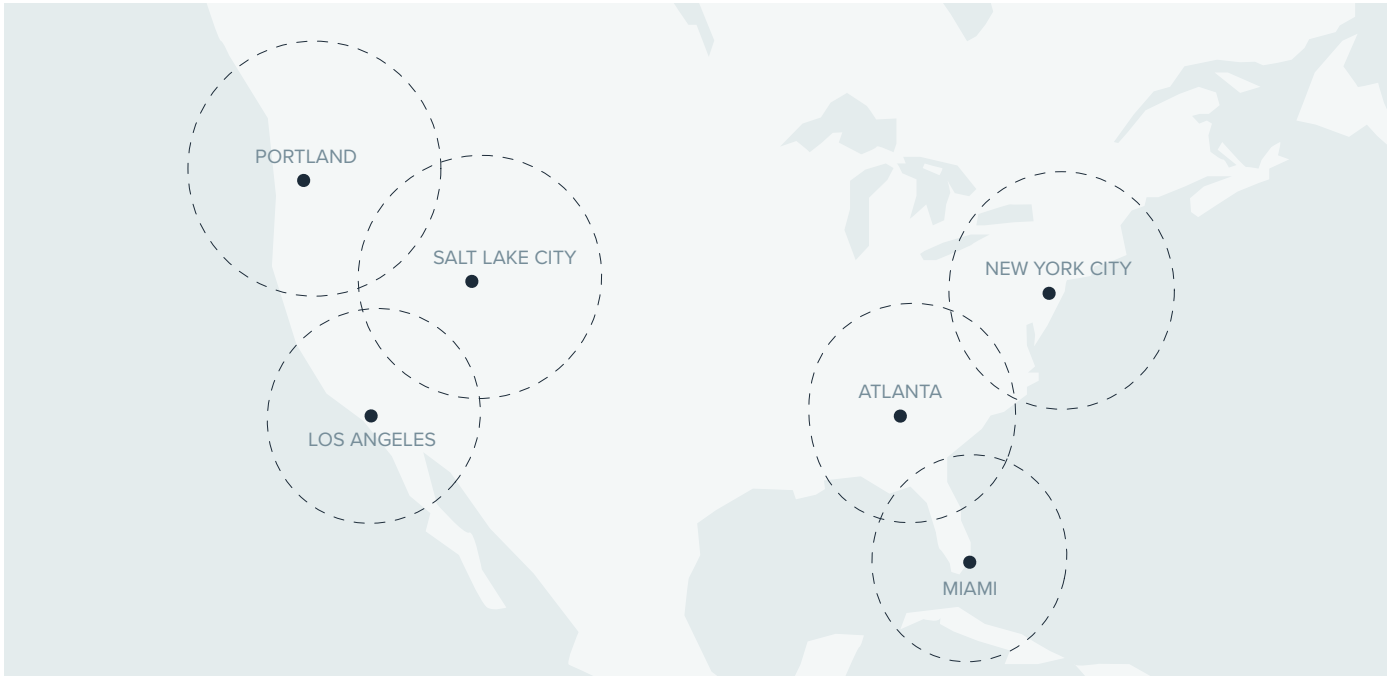 PORTLAND
SALT LAKE CITY
NEW YORK CITY
ATLANTA
LOS ANGELES
MIAMI